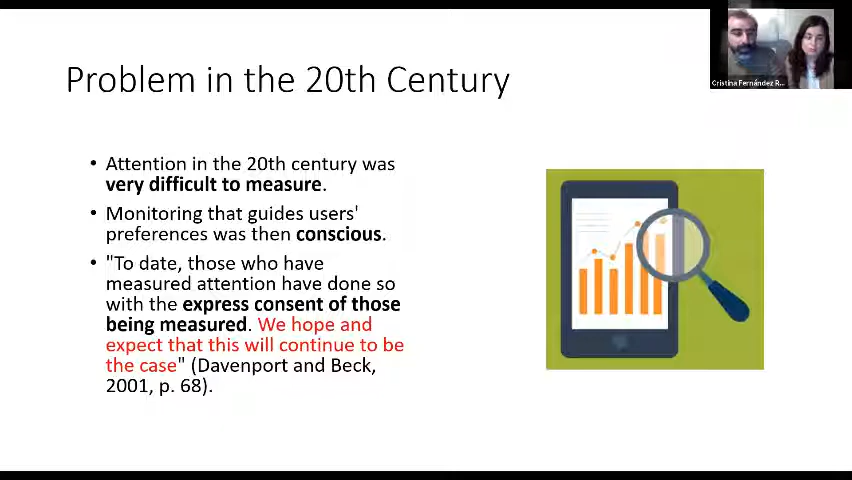 Problem in the 20th Century
Cristina Fernández R...
• Attention in the 20th century was
very difficult to measure.
• Monitoring that guides users'
preferences was then conscious.
• "To date, those who have
measured attention have done so
with the express consent of those
being measured. We hope and
expect that this will continue to be
the case" (Davenport and Beck,
2001, p. 68).